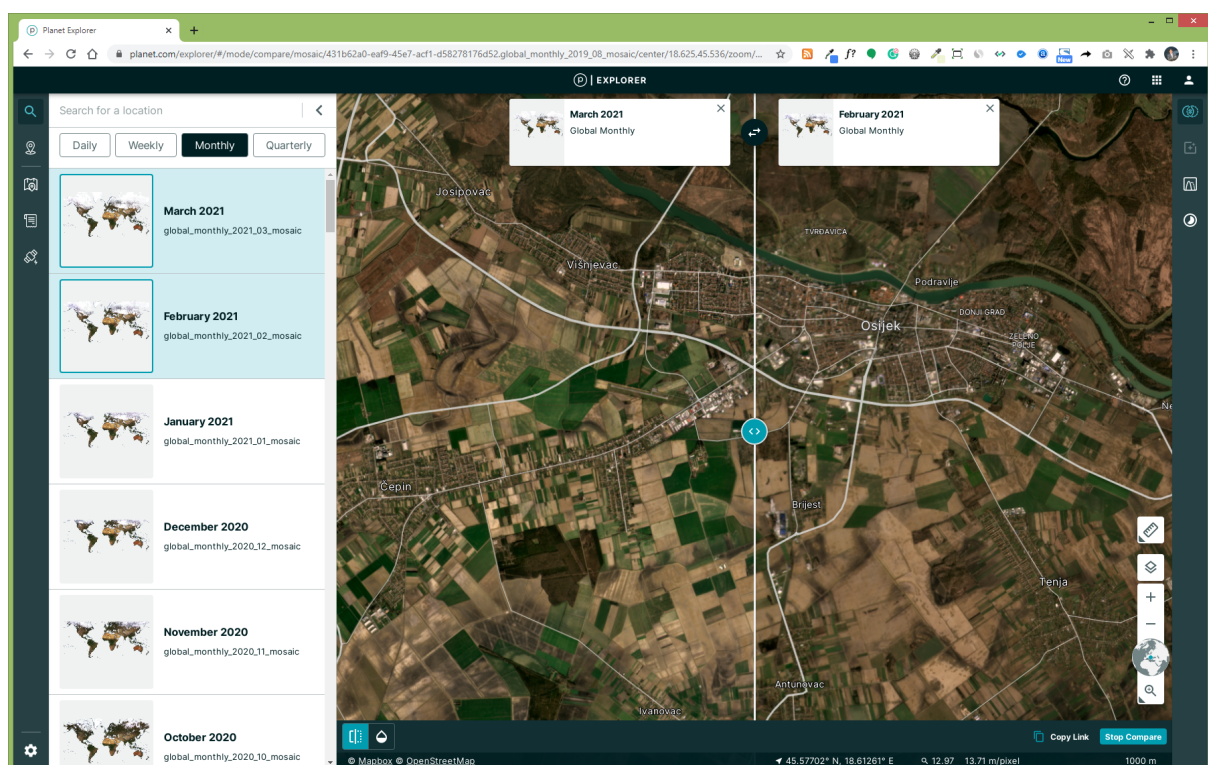 Planet Explorer
planet.com/explorer/#/mode/compare/mosaic/431b62a0-eaf9-45e7-acf1-d58278176d52.global_monthly_2019_08_mosaic/center/18.625,45.536/zoom/...
f?
New
EXPLORER
Search for a location
Daily
Weekly
Monthly
Quarterly
March 2021
global_monthly_2021_03_mosaic
February 2021
global_monthly_2021_02_mosaic
January 2021
global_monthly_2021_01_mosaic
December 2020
global_monthly_2020_12_mosaic
November 2020
global_monthly_2020_11_mosaic
October 2020
global_monthly_2020_10_mosaic
March 2021
Global Monthly
February 2021
Global Monthly
Josipovac
TVRĐAVICA
Višnjevac
Podravlje
DONJI GRAD
Osijek
ZELENO
POLJE
Ne
Čepin
Brijest
Tenja
Antunovac
Ivanovac
Copy Link
Stop Compare
© Mapbox © OpenStreetMap
45.57702° N, 18.61261° E
12.97
13.71 m/pixel
1000 m